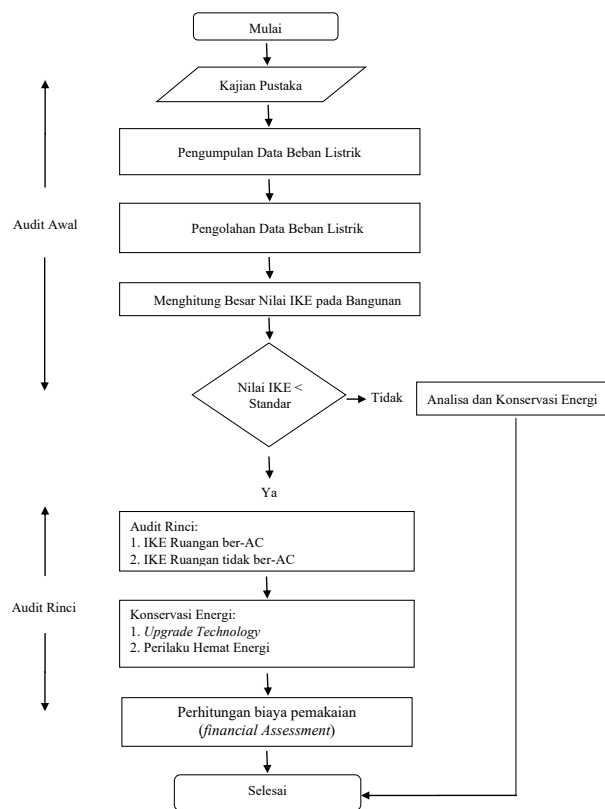 Mulai
Kajian Pustaka
Pengumpulan Data Beban Listrik
Audit Awal
Pengolahan Data Beban Listrik
Menghitung Besar Nilai IKE pada Bangunan
Nilai IKE <
Standar
Tidak
Analisa dan Konservasi Energi
Ya
Audit Rinci:
1. IKE Ruangan ber-AC
2. IKE Ruangan tidak ber-AC
Audit Rinci
Konservasi Energi:
1. Upgrade Technology
2. Perilaku Hemat Energi
Perhitungan biaya pemakaian
(financial Assessment)
Selesai